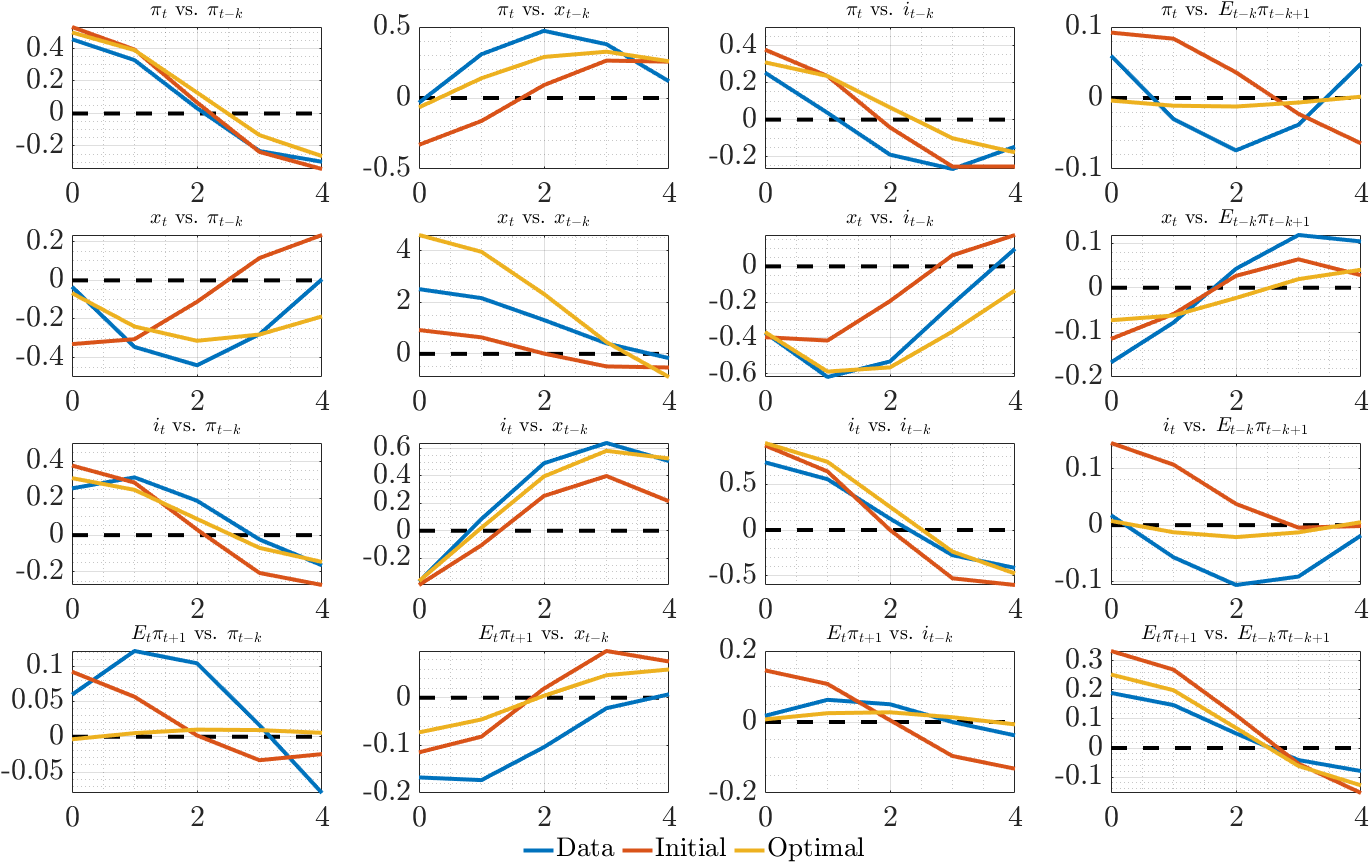 π_t vs. π_{t−k}
π_t vs. x_{t−k}
π_t vs. i_{t−k}
π_t vs. E_{t−k}π_{t−k+1}
0.4
0.2
0
-0.2
0 2 4
0.5
0
-0.5
0 2 4
0.4
0.2
0
-0.2
0 2 4
0.1
0
-0.1
0 2 4
x_t vs. π_{t−k}
x_t vs. x_{t−k}
x_t vs. i_{t−k}
x_t vs. E_{t−k}π_{t−k+1}
0.2
0
-0.2
-0.4
0 2 4
4
2
0
0 2 4
0
-0.2
-0.4
-0.6
0 2 4
0.1
0
-0.1
-0.2
0 2 4
i_t vs. π_{t−k}
i_t vs. x_{t−k}
i_t vs. i_{t−k}
i_t vs. E_{t−k}π_{t−k+1}
0.4
0.2
0
-0.2
0 2 4
0.6
0.4
0.2
0
-0.2
0 2 4
0.5
0
-0.5
0 2 4
0.1
0
-0.1
0 2 4
E_tπ_{t+1} vs. π_{t−k}
E_tπ_{t+1} vs. x_{t−k}
E_tπ_{t+1} vs. i_{t−k}
E_tπ_{t+1} vs. E_{t−k}π_{t−k+1}
0.1
0.05
0
-0.05
0 2 4
0
-0.1
-0.2
0 2 4
0.2
0
-0.2
0 2 4
0.3
0.2
0.1
0
-0.1
0 2 4
Data Initial Optimal